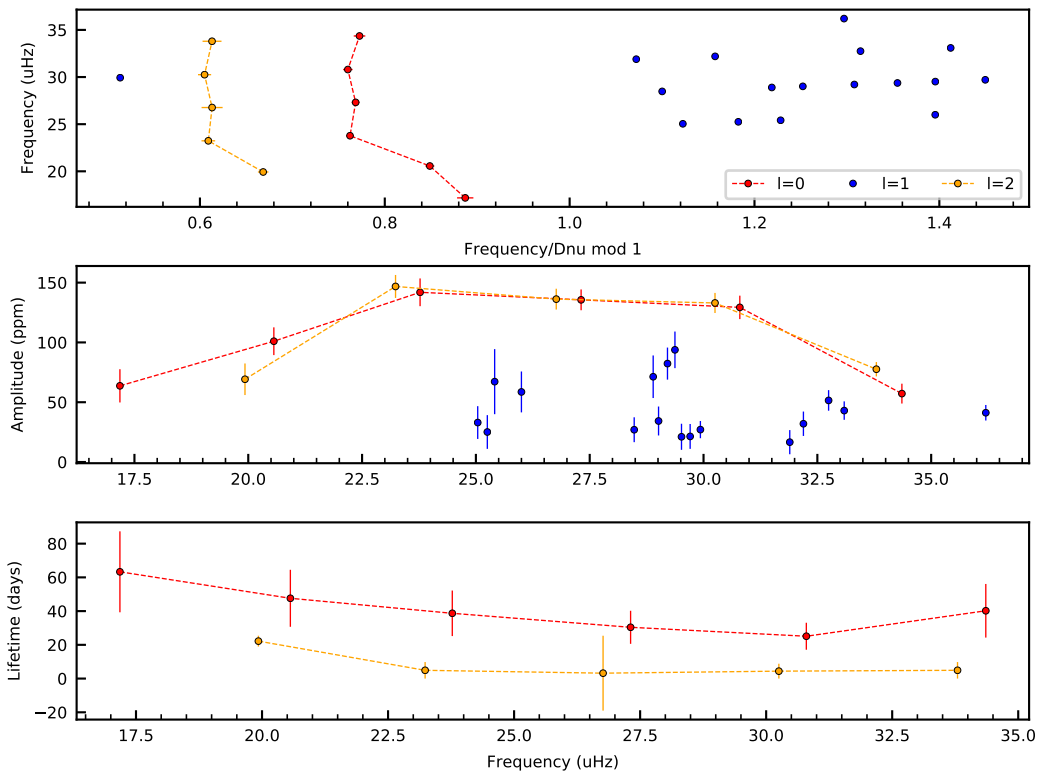 35
30
25
20
Frequency (uHz)
l=0 l=1 l=2
0.6 0.8 1.0 1.2 1.4
Frequency/Dnu mod 1
150
100
50
0
Amplitude (ppm)
17.5 20.0 22.5 25.0 27.5 30.0 32.5 35.0
80
60
40
20
0
−20
Lifetime (days)
17.5 20.0 22.5 25.0 27.5 30.0 32.5 35.0
Frequency (uHz)